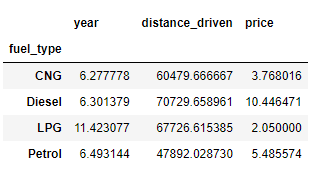 year distance_driven price
fuel_type
CNG 6.277778 60479.666667 3.768016
Diesel 6.301379 70729.658961 10.446471
LPG 11.423077 67726.615385 2.050000
Petrol 6.493144 47892.028730 5.485574